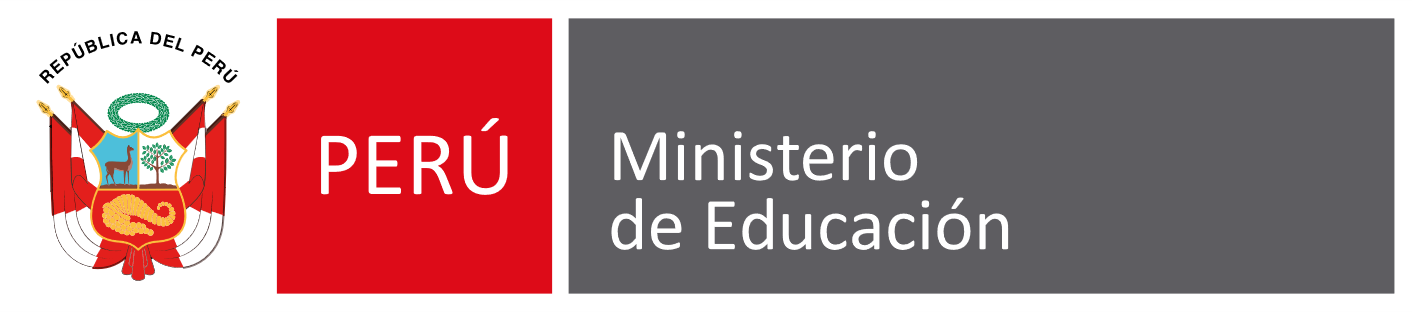 REPÚBLICA DEL PERÚ
PERÚ
Ministerio
de Educación